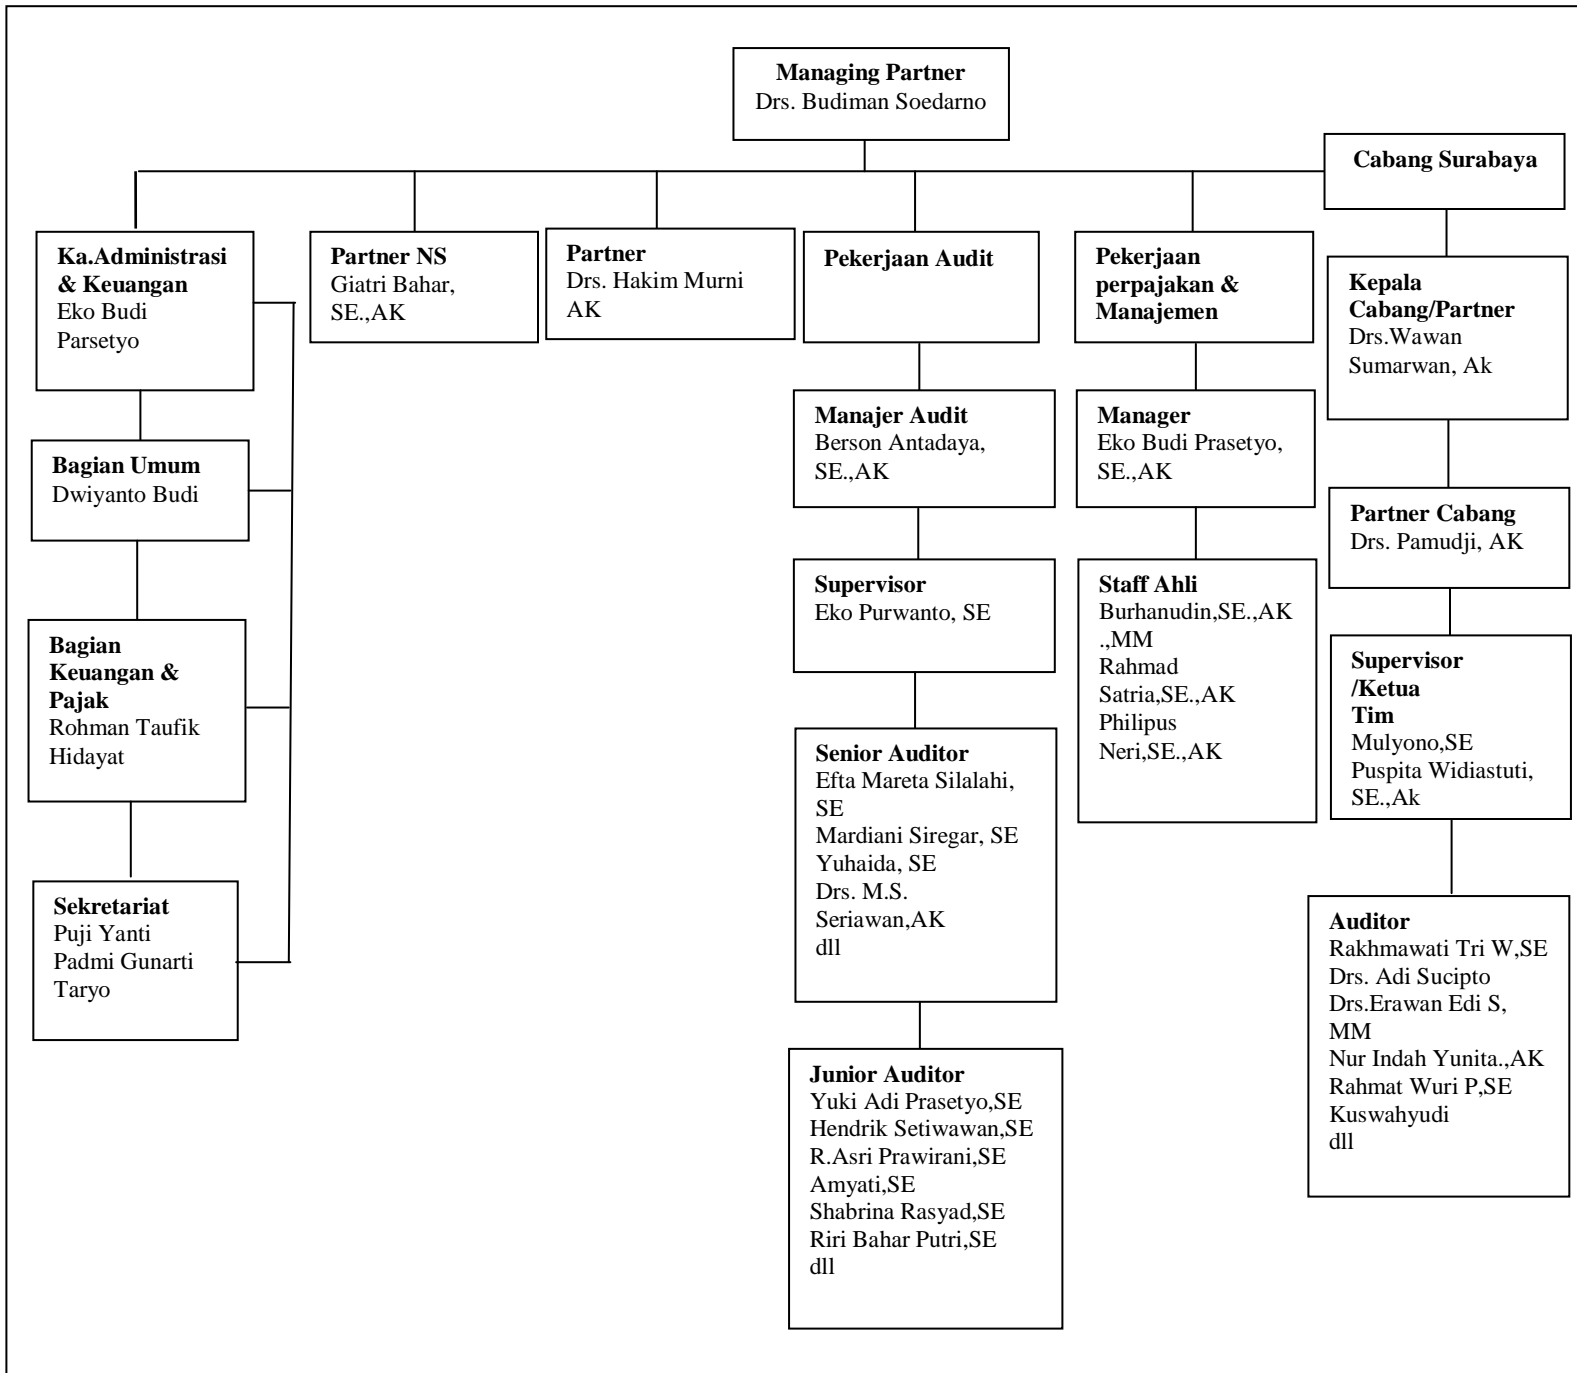 Managing Partner
Drs. Budiman Soedarno
Cabang Surabaya
Ka.Administrasi
& Keuangan
Eko Budi
Parsetyo
Partner NS
Giatri Bahar,
SE.,AK
Partner
Drs. Hakim Murni
AK
Pekerjaan Audit
Pekerjaan
perpajakan &
Manajemen
Kepala
Cabang/Partner
Drs.Wawan
Sumarwan, Ak
Bagian Umum
Dwiyanto Budi
Manajer Audit
Berson Antadaya,
SE.,AK
Manager
Eko Budi Prasetyo,
SE.,AK
Partner Cabang
Drs. Pamudji, AK
Bagian
Keuangan &
Pajak
Rohman Taufik
Hidayat
Supervisor
Eko Purwanto, SE
Staff Ahli
Burhanudin,SE.,AK
.,MM
Rahmad
Satria,SE.,AK
Philipus
Neri,SE.,AK
Supervisor
/Ketua
Tim
Mulyono,SE
Puspita Widiastuti,
SE.,Ak
Sekretariat
Puji Yanti
Padmi Gunarti
Taryo
Senior Auditor
Efta Mareta Silalahi,
SE
Mardiani Siregar, SE
Yuhaida, SE
Drs. M.S.
Seriawan,AK
dll
Auditor
Rakhmawati Tri W,SE
Drs. Adi Sucipto
Drs.Erawan Edi S,
MM
Nur Indah Yunita.,AK
Rahmat Wuri P,SE
Kuswahyudi
dll
Junior Auditor
Yuki Adi Prasetyo,SE
Hendrik Setiwawan,SE
R.Asri Prawirani,SE
Amyati,SE
Shabrina Rasyad,SE
Riri Bahar Putri,SE
dll